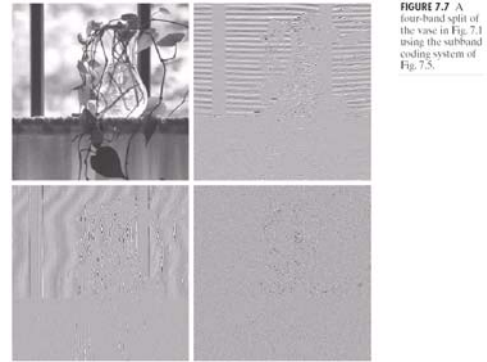 FIGURE 7.7 A
four-band split of
the vase in Fig. 7.1
using the subband
coding system of
Fig. 7.5.